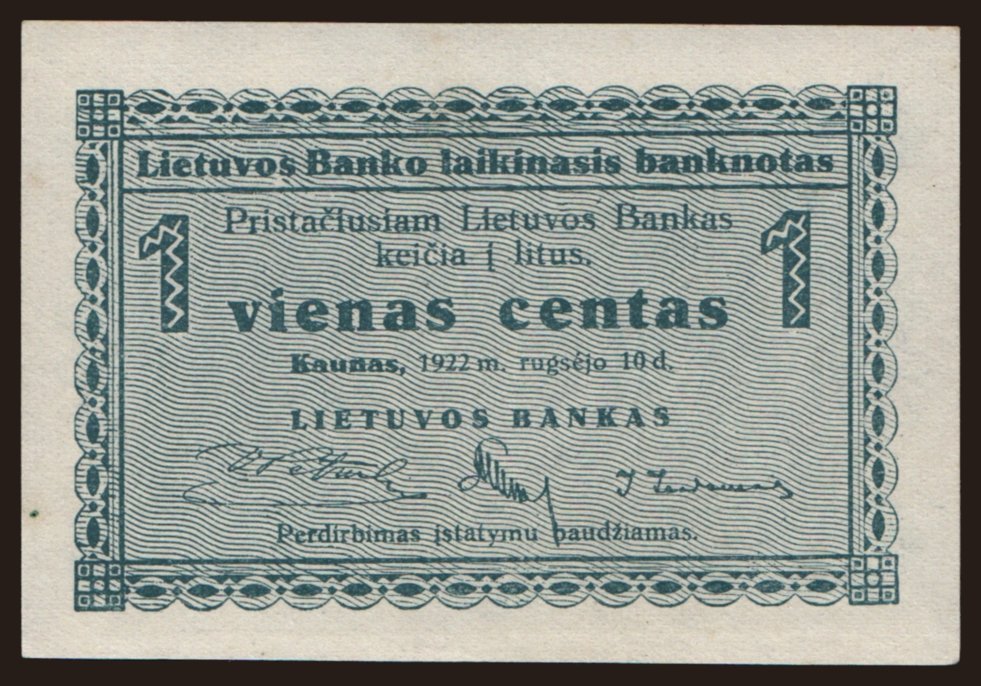 Lietuvos Banko laikinasis banknotas
1 Pristačiusiam Lietuvos Bankas 1
keičia į litus.
vienas centas
Kaunas, 1922 m. rugsėjo 10 d.
LIETUVOS BANKAS
Perdirbimas įstatymu baudžiamas.